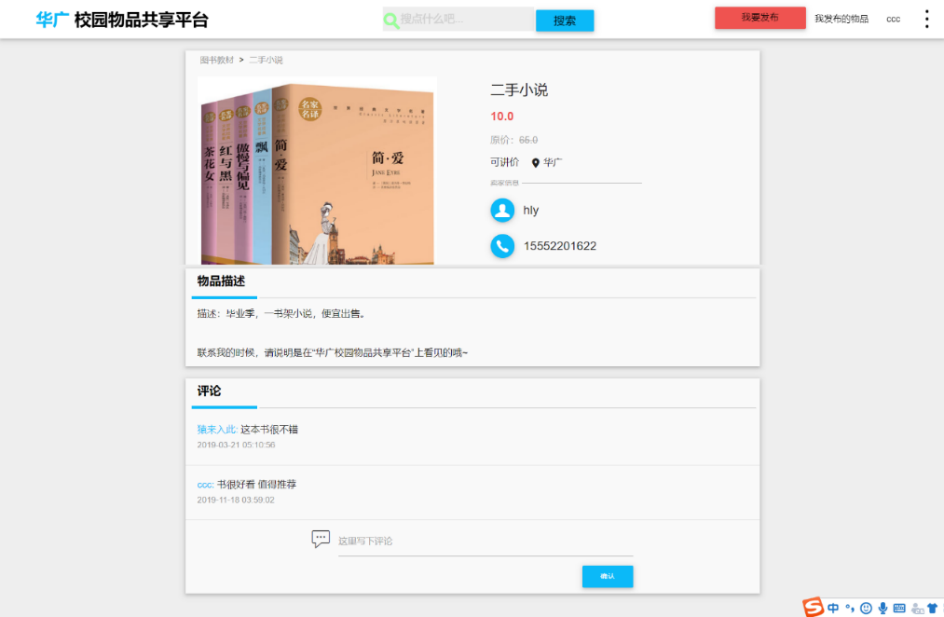 华广 校园物品共享平台
搜点什么吧...
搜索
我要发布
我发布的物品
ccc
图书教材 > 二手小说
茶花女
红与黑
傲慢与偏见
飘
简爱
名家名译
简·爱
JANE EYRE
二手小说
10.0
原价：66.0
可讲价 华广
卖家信息
hly
15552201622
物品描述
描述：毕业季，一书架小说，便宜出售。
联系我的时候，请说明是在"华广校园物品共享平台"上看见的哦~
评论
猿来入此: 这本书很不错
2019-03-21 05:10:56
ccc: 书很好看 值得推荐
2019-11-18 03:59:02
这里写下评论
确认
中